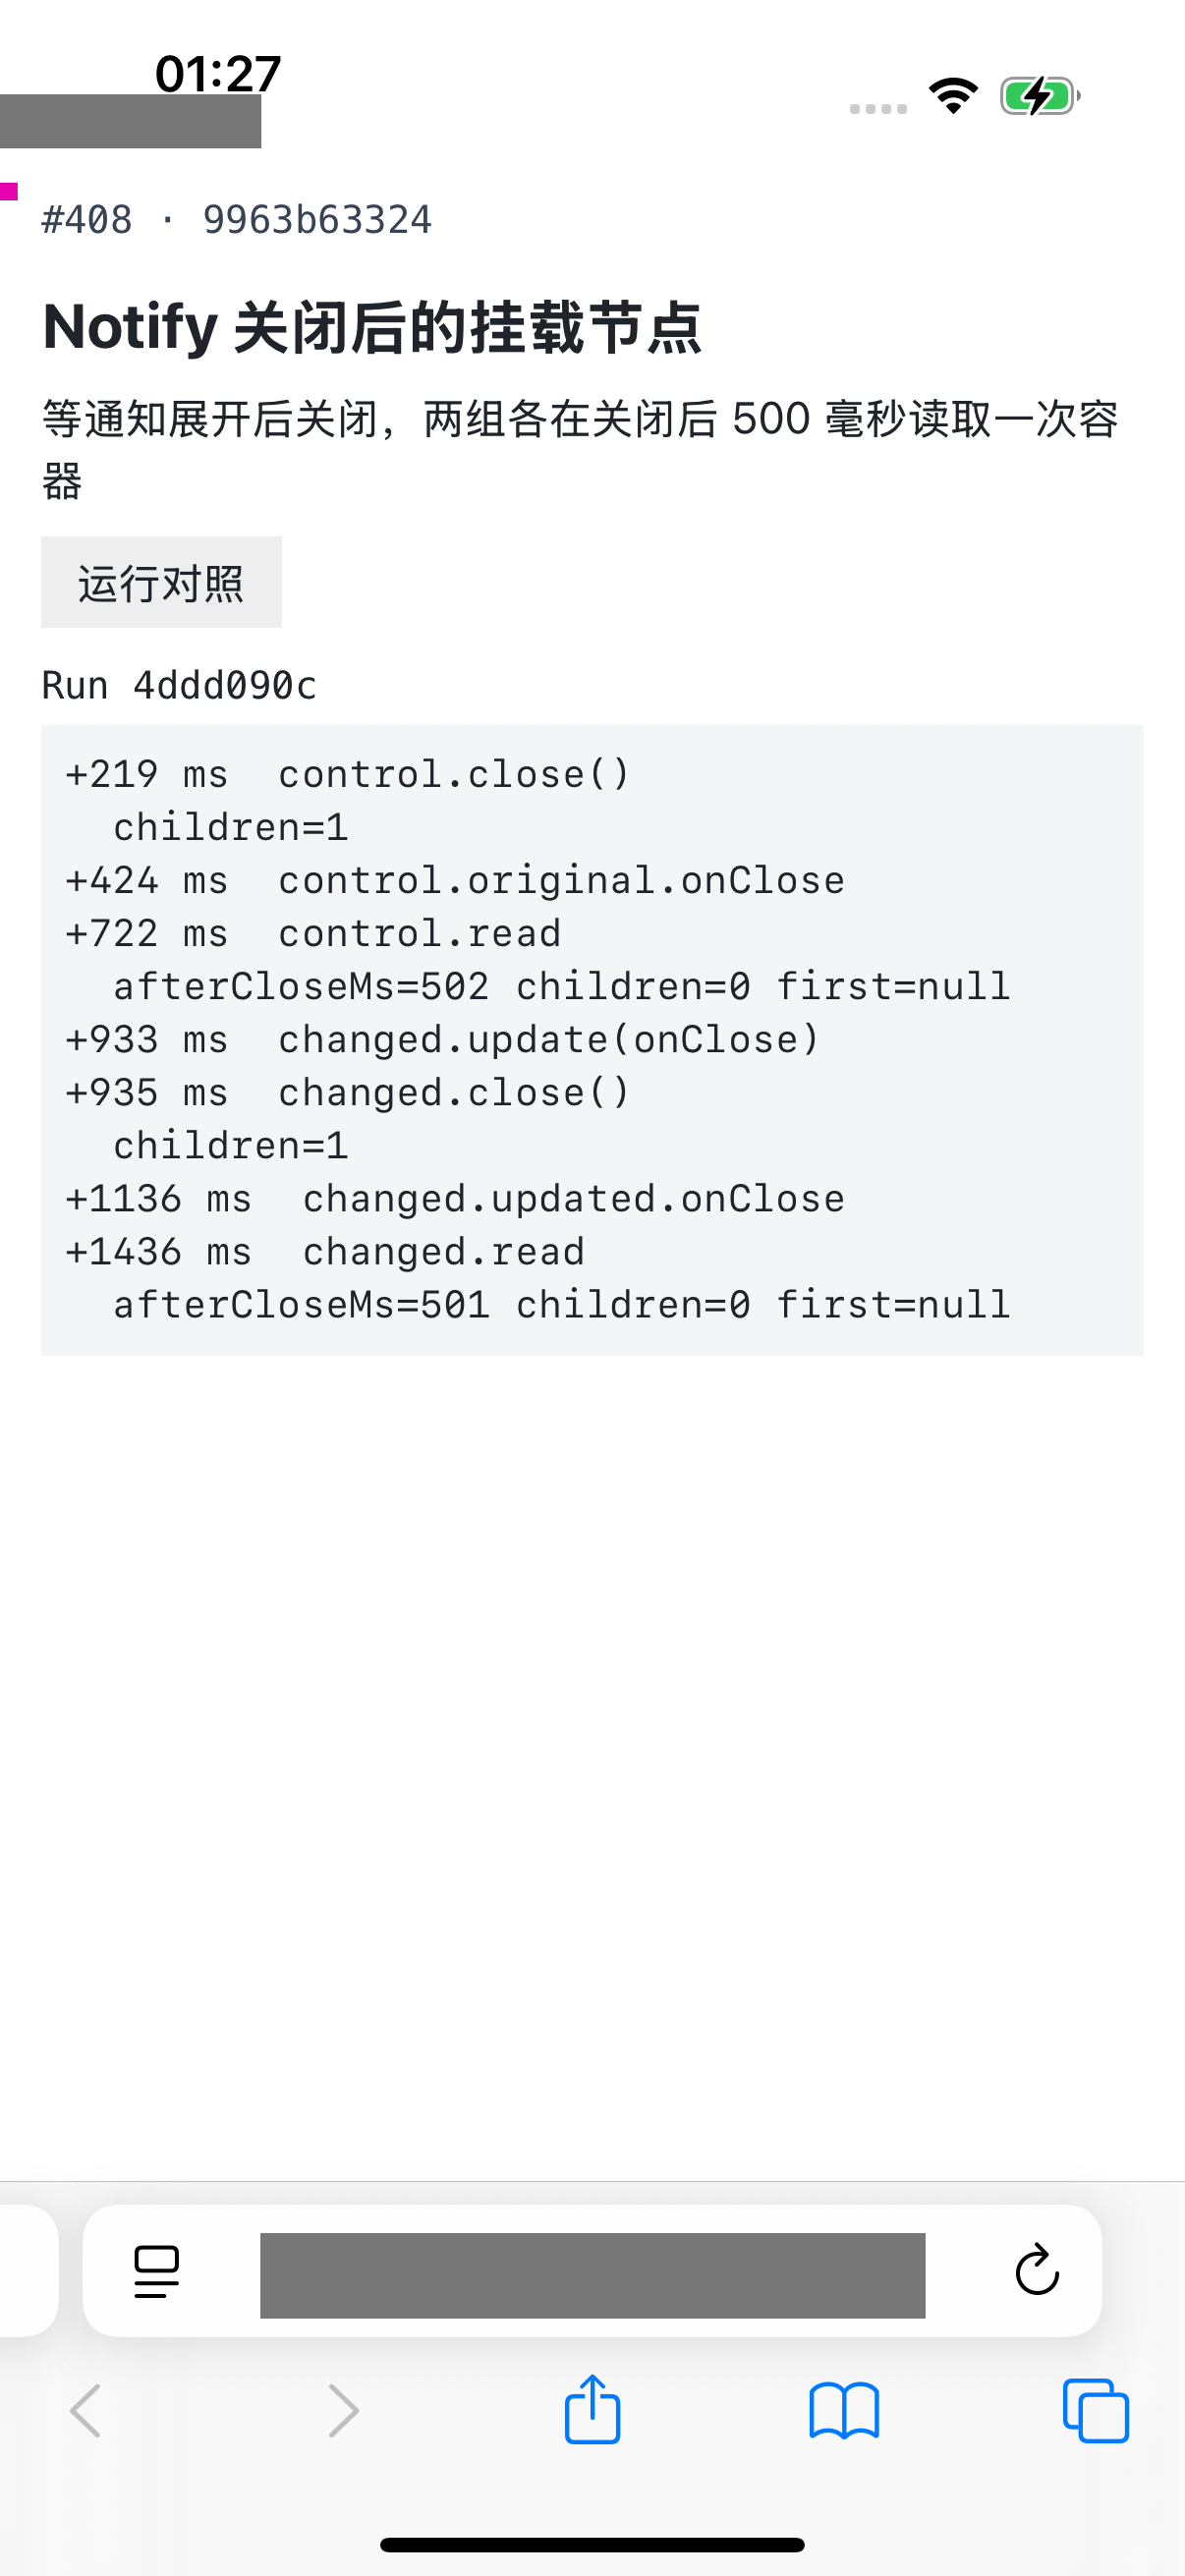 01:27
#408 · 9963b63324
Notify 关闭后的挂载节点
等通知展开后关闭，两组各在关闭后 500 毫秒读取一次容
器
运行对照
Run 4ddd090c
+219 ms  control.close()
  children=1
+424 ms  control.original.onClose
+722 ms  control.read
  afterCloseMs=502 children=0 first=null
+933 ms  changed.update(onClose)
+935 ms  changed.close()
  children=1
+1136 ms  changed.updated.onClose
+1436 ms  changed.read
  afterCloseMs=501 children=0 first=null